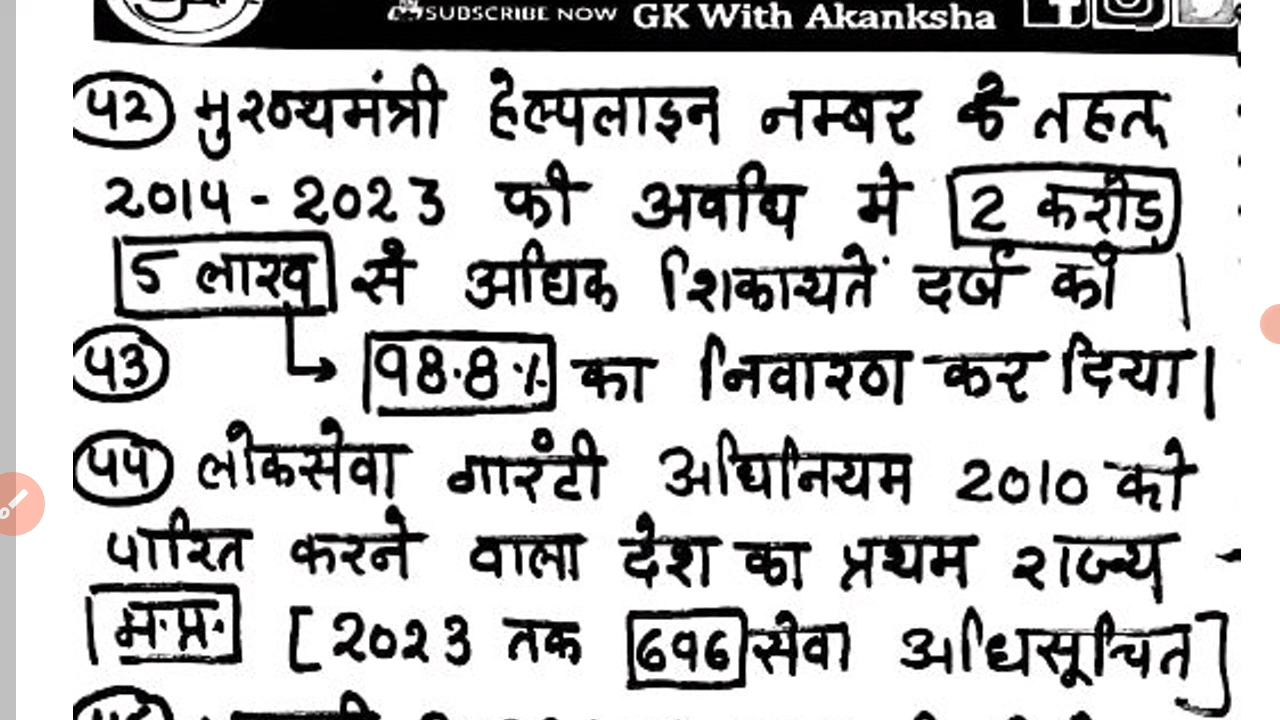 SUBSCRIBE NOW GK With Akanksha
42 मुख्यमंत्री हेल्पलाइन नम्बर के तहत
2014 - 2023 की अवधि मे 2 करोड़
5 लाख से अधिक शिकायतें दर्ज की ।
43 98.8% का निवारण कर दिया।
44 लोकसेवा गारंटी अधिनियम 2010 को
पारित करने वाला देश का प्रथम राज्य -
म.प्र. [2023 तक 696 सेवा अधिसूचित]